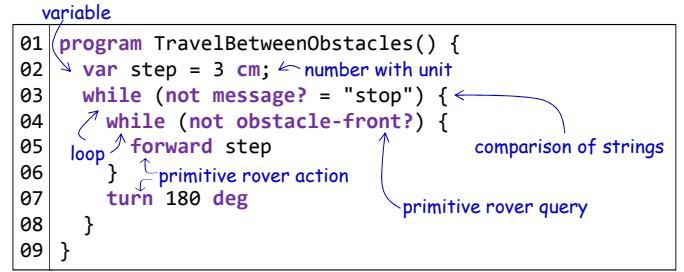 variable
01 program TravelBetweenObstacles() {
02 var step = 3 cm; number with unit
03 while (not message? = "stop") {
04 while (not obstacle-front?) {
05 forward step
loop comparison of strings
06 } primitive rover action
07 turn 180 deg
primitive rover query
08 }
09 }